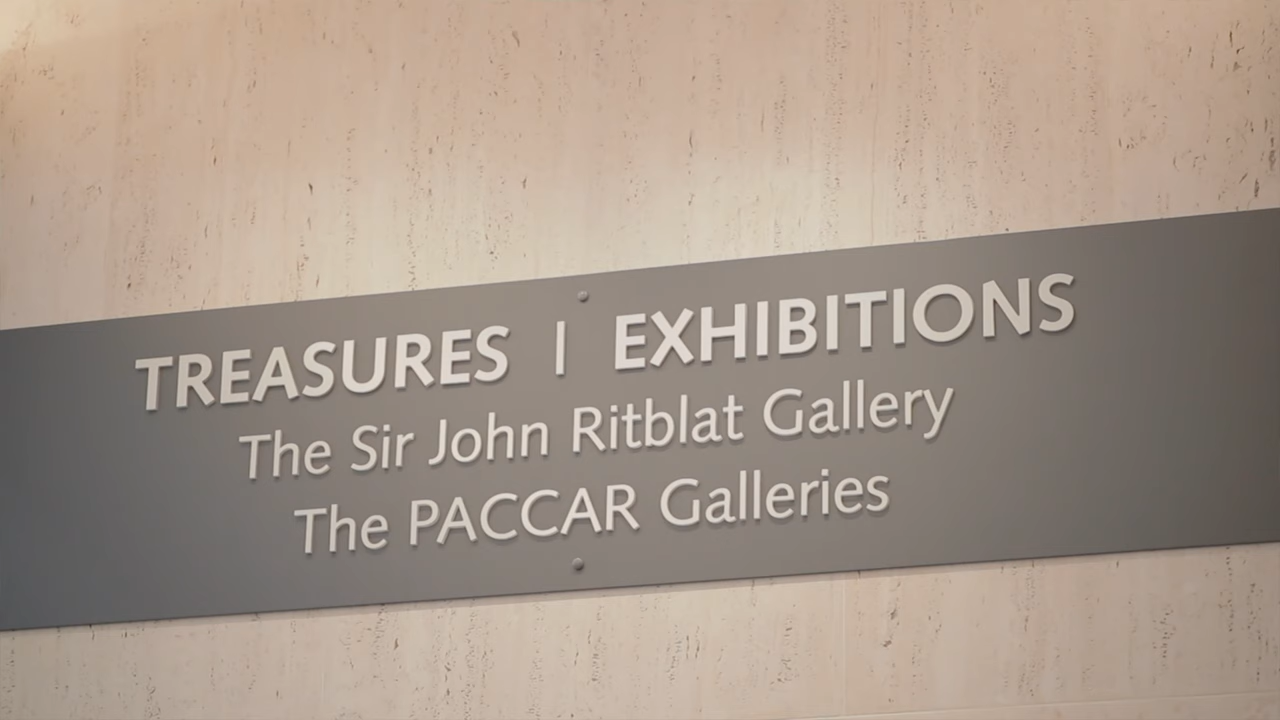 TREASURES | EXHIBITIONS
The Sir John Ritblat Gallery
The PACCAR Galleries